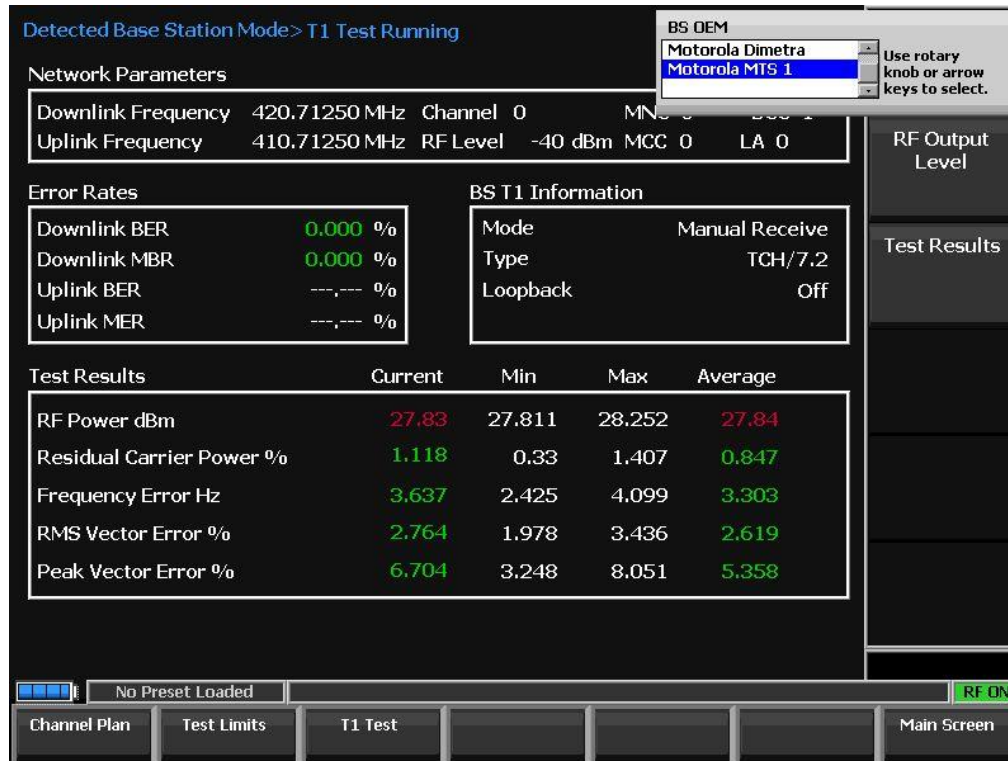 Detected Base Station Mode> T1 Test Running
BS OEM
Motorola Dimetra
Motorola MTS 1
Use rotary
knob or arrow
keys to select.
Network Parameters
Downlink Frequency 420.71250 MHz Channel 0
Uplink Frequency 410.71250 MHz RF Level -40 dBm MCC 0 LA 0
RF Output
Level
Error Rates
Downlink BER 0.000 %
Downlink MBR 0.000 %
Uplink BER ---.--- %
Uplink MER ---.--- %
BS T1 Information
Mode Manual Receive
Type TCH/7.2
Loopback Off
Test Results
Test Results Current Min Max Average
RF Power dBm 27.83 27.811 28.252 27.84
Residual Carrier Power % 1.118 0.33 1.407 0.847
Frequency Error Hz 3.637 2.425 4.099 3.303
RMS Vector Error % 2.764 1.978 3.436 2.619
Peak Vector Error % 6.704 3.248 8.051 5.358
No Preset Loaded
RF ON
Channel Plan
Test Limits
T1 Test
Main Screen